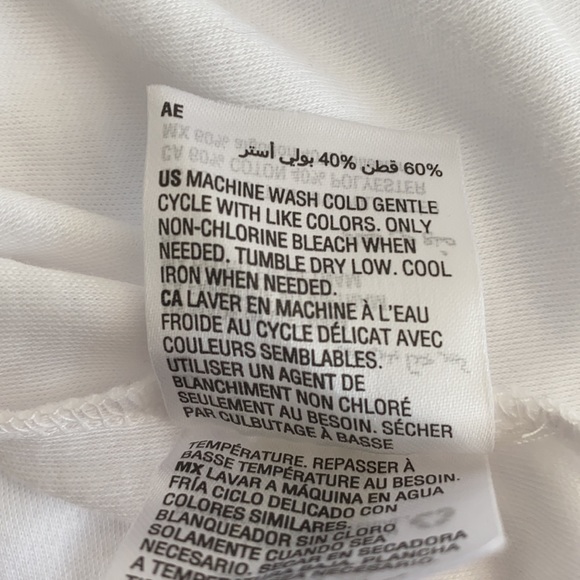 AE
60% قطن 40% بولي أستر
US MACHINE WASH COLD GENTLE
CYCLE WITH LIKE COLORS. ONLY
NON-CHLORINE BLEACH WHEN
NEEDED. TUMBLE DRY LOW. COOL
IRON WHEN NEEDED.
CA LAVER EN MACHINE À L'EAU
FROIDE AU CYCLE DÉLICAT AVEC
COULEURS SEMBLABLES.
UTILISER UN AGENT DE
BLANCHIMENT NON CHLORÉ
SEULEMENT AU BESOIN. SÉCHER
PAR CULBUTAGE À BASSE
TEMPÉRATURE. REPASSER À
BASSE TEMPÉRATURE AU BESOIN.
MX LAVAR A MÁQUINA EN AGUA
FRÍA CICLO DELICADO CON
COLORES SIMILARES.
BLANQUEADOR SIN CLORO
SOLAMENTE CUANDO SEA
NECESARIO. SECAR EN SECADORA
A